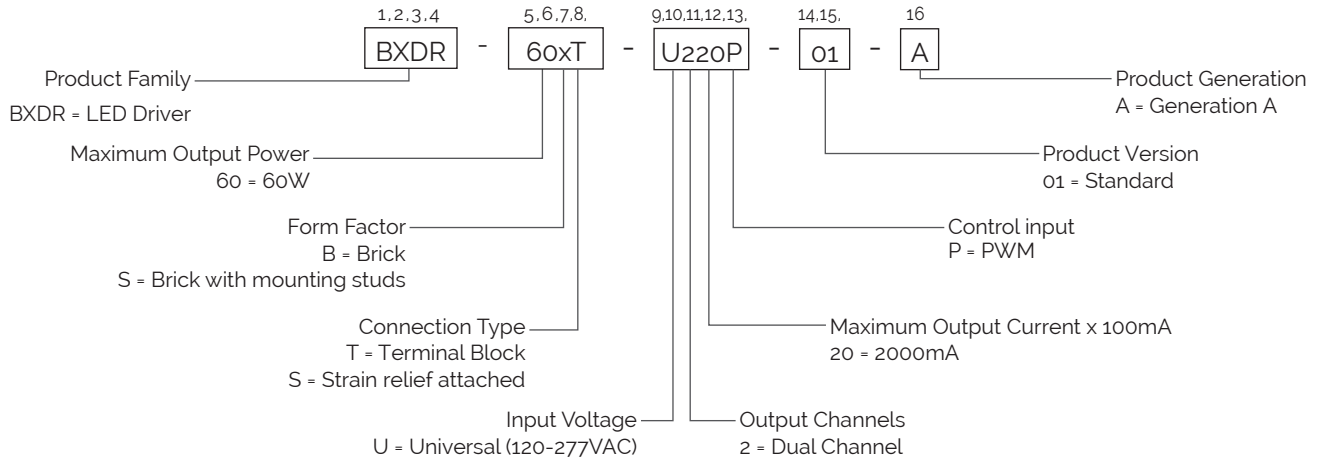 1,2,3,4 5,6,7,8, 9,10,11,12,13, 14,15, 16
BXDR - 60xT - U220P - 01 - A
Product Family
BXDR = LED Driver
Product Generation
A = Generation A
Maximum Output Power
60 = 60W
Product Version
01 = Standard
Form Factor
B = Brick
S = Brick with mounting studs
Control input
P = PWM
Connection Type
T = Terminal Block
S = Strain relief attached
Maximum Output Current x 100mA
20 = 2000mA
Input Voltage
U = Universal (120-277VAC)
Output Channels
2 = Dual Channel